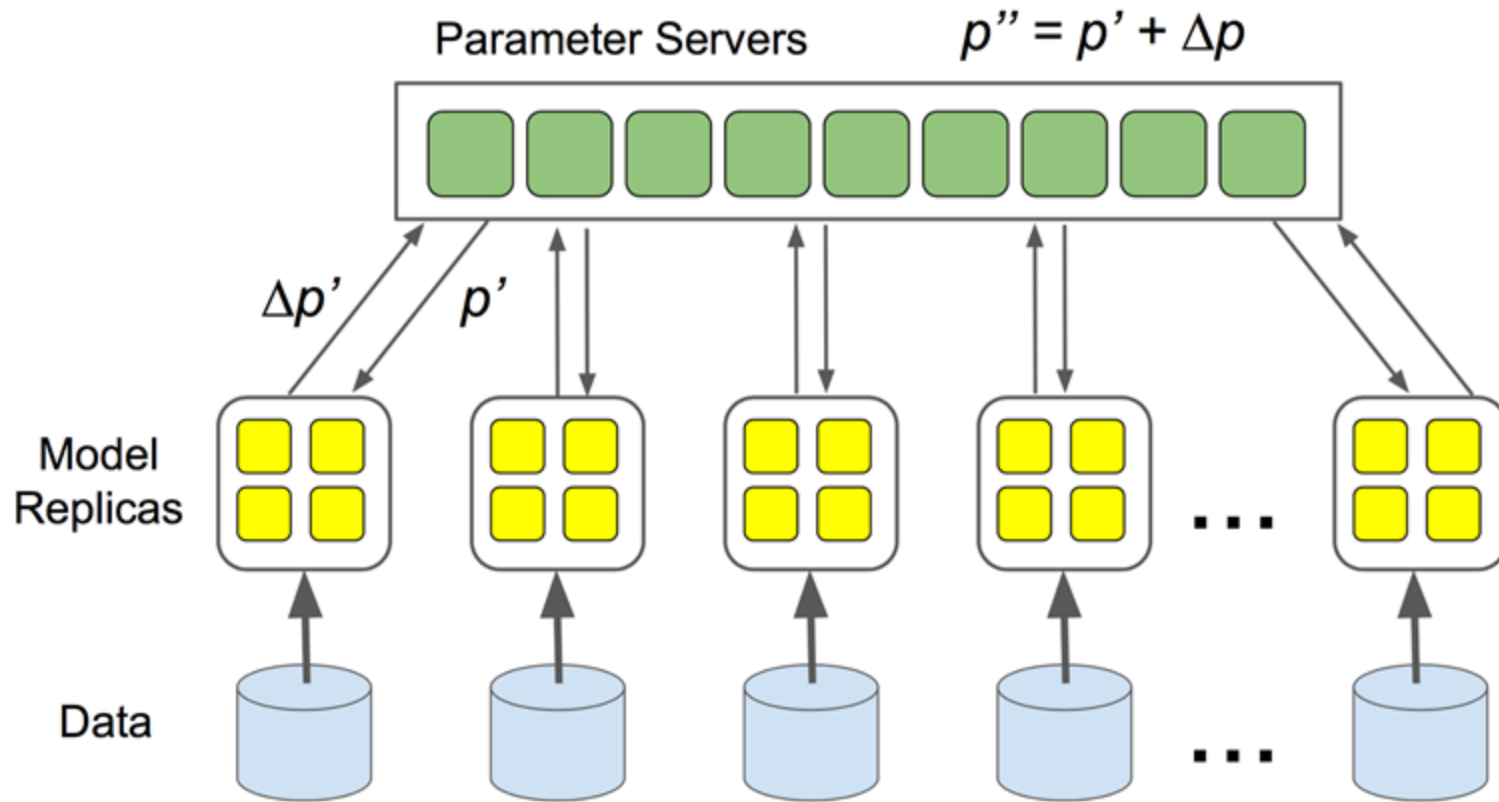 Parameter Servers
p’’ = p’ + Δp
Δp’
p’
Model
Replicas
...
Data
...